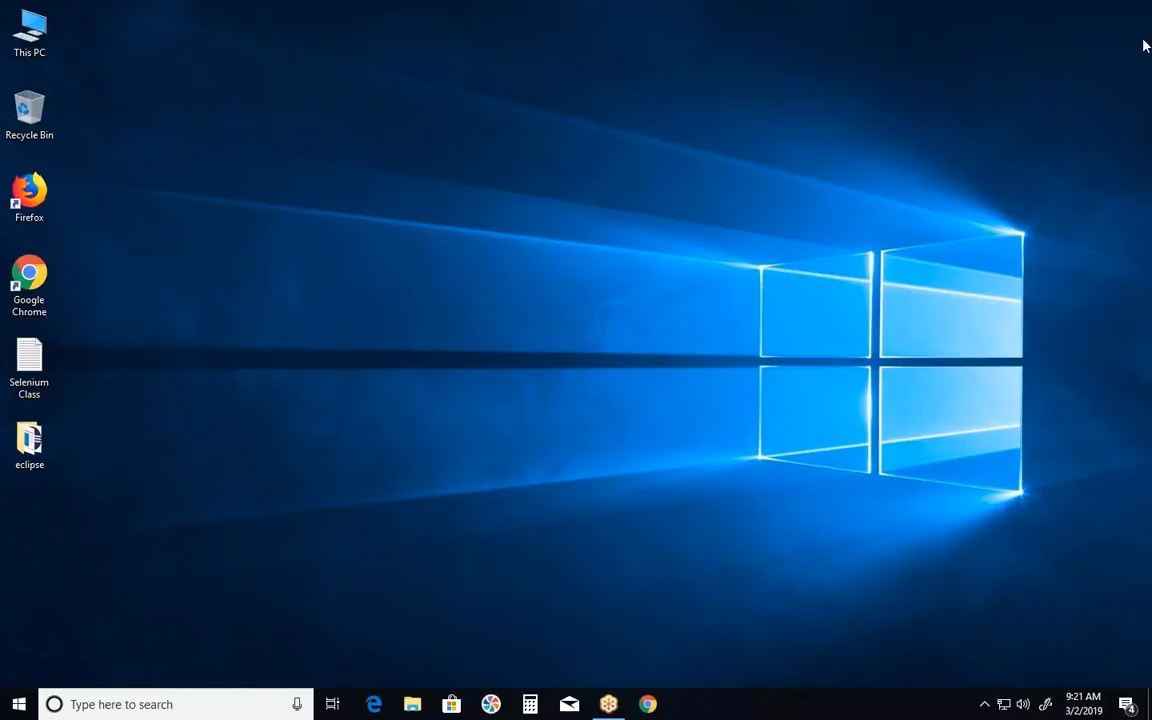 This PC
Recycle Bin
Firefox
Google
Chrome
Selenium
Class
eclipse
Type here to search
9:21 AM
3/2/2019
4